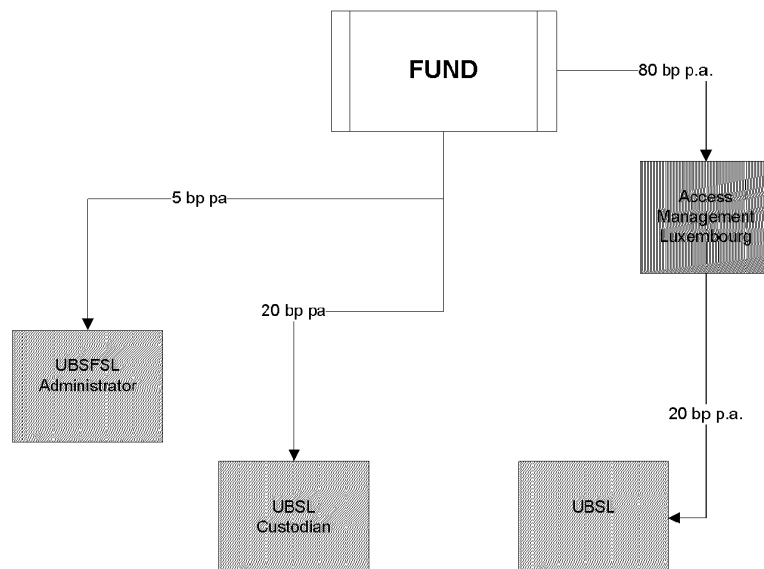 FUND
80 bp p.a.
Access
Management
Luxembourg
5 bp pa
20 bp pa
UBSFSL
Administrator
20 bp p.a.
UBSL
Custodian
UBSL